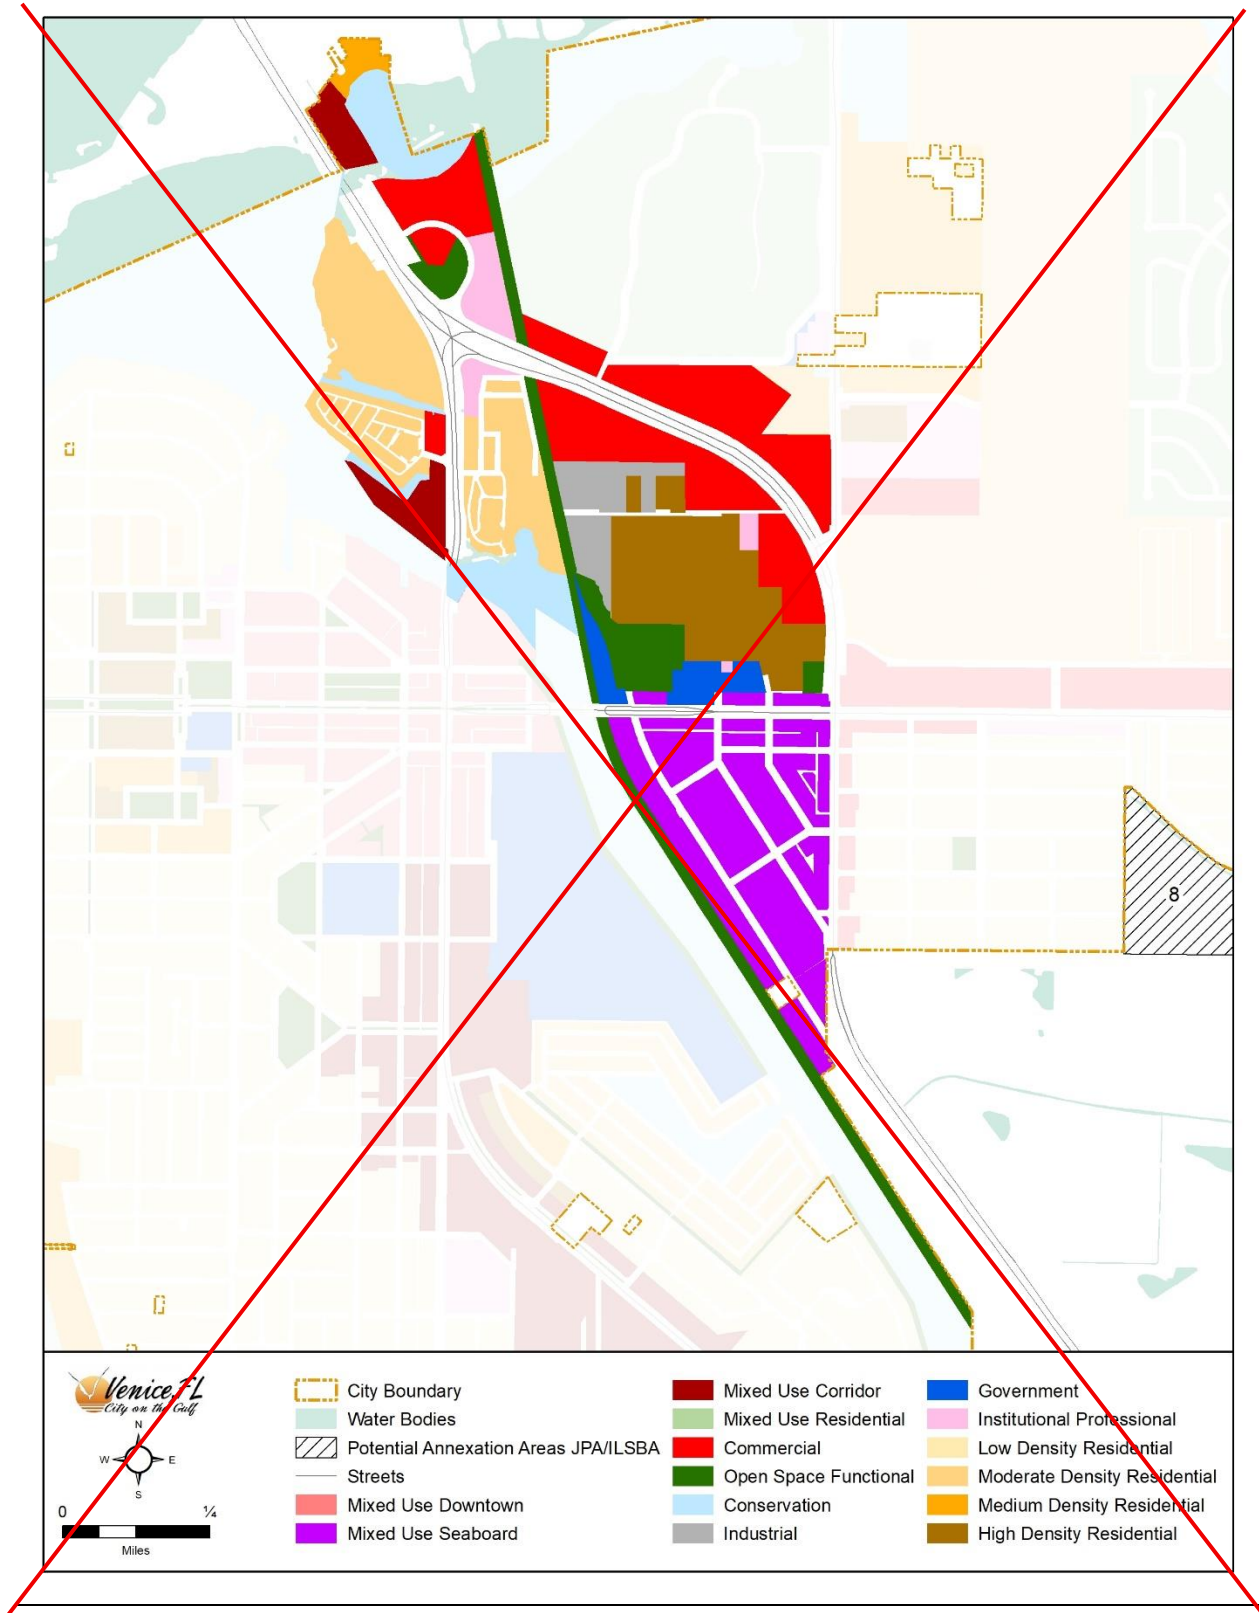 8
Venice, FL
City on the Gulf
N
W
E
S
0
¼
Miles
City Boundary
Water Bodies
Potential Annexation Areas JPA/ILSBA
Streets
Mixed Use Downtown
Mixed Use Seaboard
Mixed Use Corridor
Mixed Use Residential
Commercial
Open Space Functional
Conservation
Industrial
Government
Institutional Professional
Low Density Residential
Moderate Density Residential
Medium Density Residential
High Density Residential